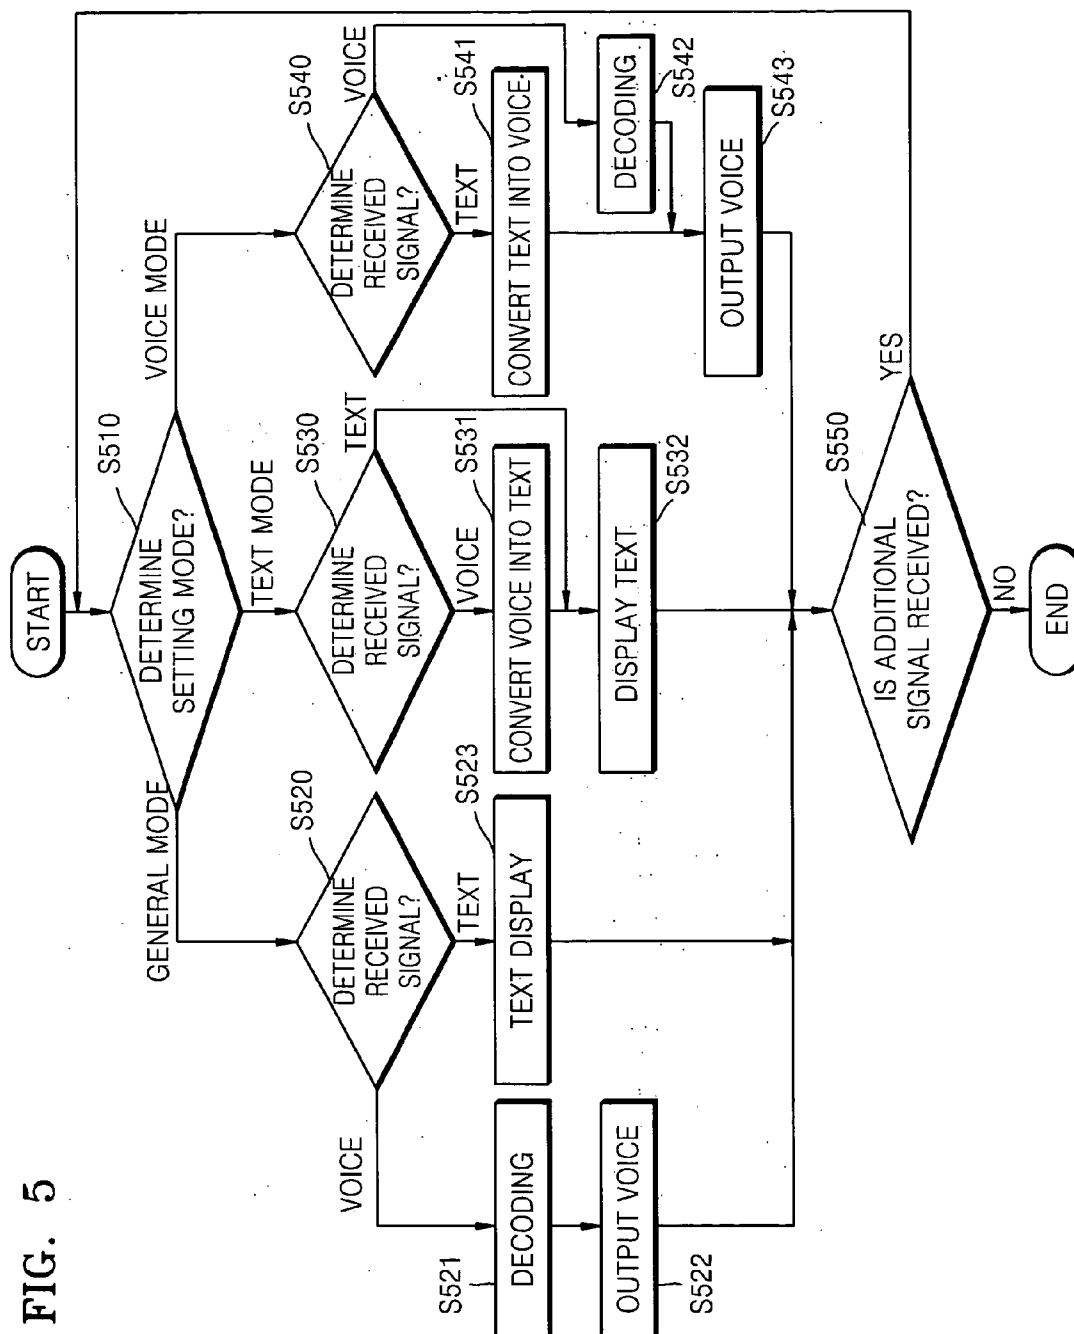 FIG. 5
START
DETERMINE
SETTING MODE?
S510
GENERAL MODE
TEXT MODE
VOICE MODE
DETERMINE
RECEIVED
SIGNAL?
S520
VOICE
TEXT
DECODING
S521
OUTPUT VOICE
S522
TEXT DISPLAY
S523
DETERMINE
RECEIVED
SIGNAL?
S530
VOICE
TEXT
CONVERT VOICE INTO TEXT
S531
DISPLAY TEXT
S532
DETERMINE
RECEIVED
SIGNAL?
S540
TEXT
VOICE
CONVERT TEXT INTO VOICE
S541
DECODING
S542
OUTPUT VOICE
S543
IS ADDITIONAL
SIGNAL RECEIVED?
S550
YES
NO
END